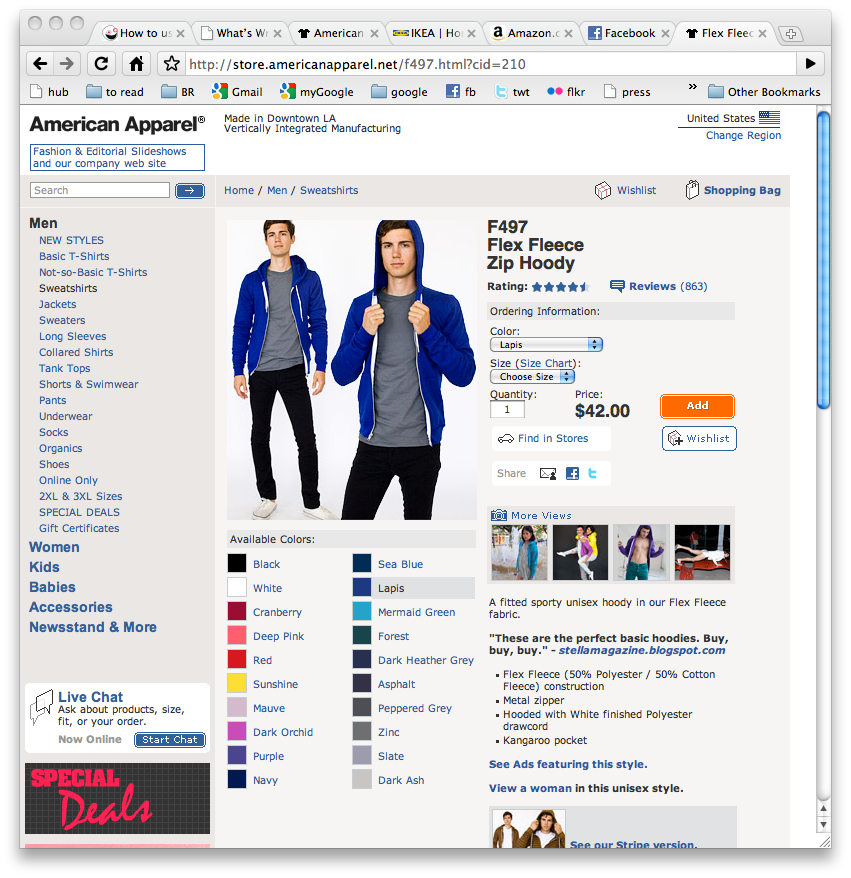 How to us
What's Wr
American
IKEA | Ho
Amazon.c
Facebook
Flex Fleec
http://store.americanapparel.net/f497.html?cid=210
hub
to read
BR
Gmail
myGoogle
google
fb
twt
flkr
press
»
Other Bookmarks
American Apparel®
Made in Downtown LA
Vertically Integrated Manufacturing
United States
Change Region
Fashion & Editorial Slideshows
and our company web site
Search
Home / Men / Sweatshirts
Wishlist
Shopping Bag
Men
NEW STYLES
Basic T-Shirts
Not-so-Basic T-Shirts
Sweatshirts
Jackets
Sweaters
Long Sleeves
Collared Shirts
Tank Tops
Shorts & Swimwear
Pants
Underwear
Socks
Organics
Shoes
Online Only
2XL & 3XL Sizes
SPECIAL DEALS
Gift Certificates
Women
Kids
Babies
Accessories
Newsstand & More
Live Chat
Ask about products, size,
fit, or your order.
Now Online
Start Chat
SPECIAL
Deals
Available Colors:
Black
White
Cranberry
Deep Pink
Red
Sunshine
Mauve
Dark Orchid
Purple
Navy
Sea Blue
Lapis
Mermaid Green
Forest
Dark Heather Grey
Asphalt
Peppered Grey
Zinc
Slate
Dark Ash
F497
Flex Fleece
Zip Hoody
Rating:
Reviews (863)
Ordering Information:
Color:
Lapis
Size (Size Chart):
Choose Size
Quantity:
1
Price:
$42.00
Add
Find in Stores
Wishlist
Share
More Views
A fitted sporty unisex hoody in our Flex Fleece
fabric.
"These are the perfect basic hoodies. Buy,
buy, buy." - stellamagazine.blogspot.com
Flex Fleece (50% Polyester / 50% Cotton
Fleece) construction
Metal zipper
Hooded with White finished Polyester
drawcord
Kangaroo pocket
See Ads featuring this style.
View a woman in this unisex style.
See our Stripe version.